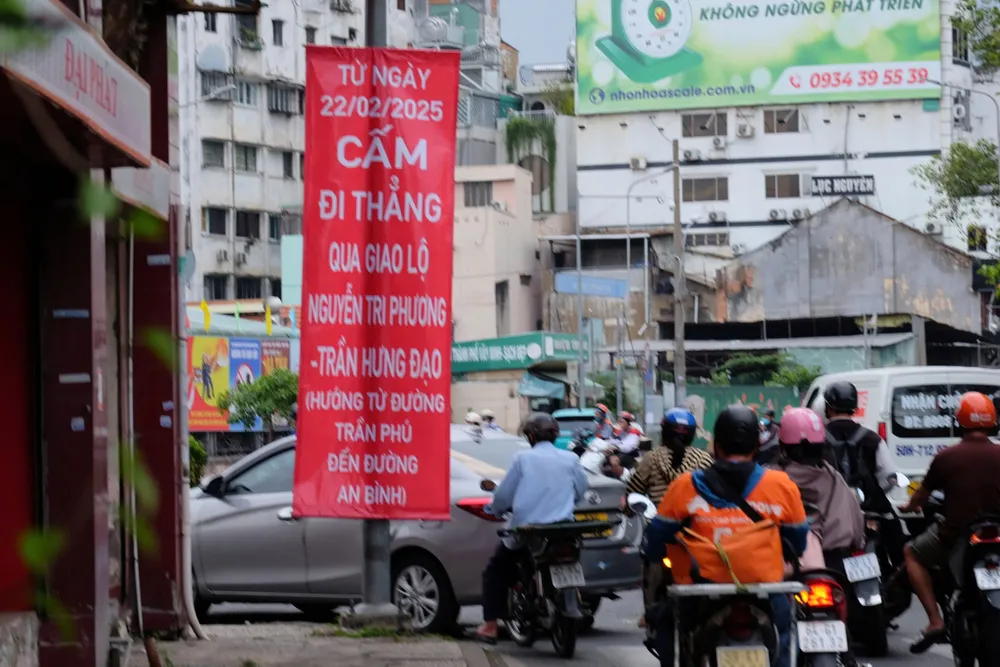 TỪ NGÀY
22/02/2025
CẤM
ĐI THẲNG
QUA GIAO LỘ
NGUYỄN TRI PHƯƠNG
-TRẦN HƯNG ĐẠO
(HƯỚNG TỪ ĐƯỜNG
TRẦN PHÚ
ĐẾN ĐƯỜNG
AN BÌNH)
ĐẠI PHÁT
KHÔNG NGỪNG PHÁT TRIỂN
0934 39 55 39
nhonhoascale.com.vn
LỤC NGUYÊN